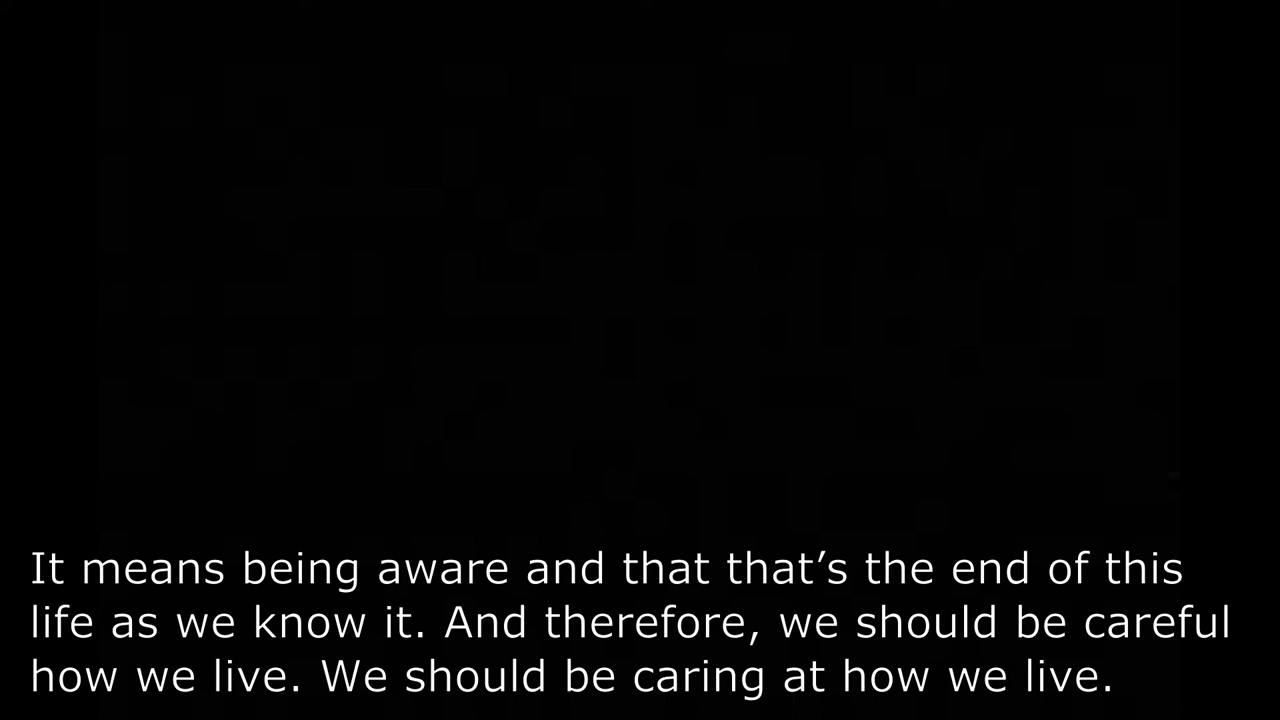 It means being aware and that that’s the end of this
life as we know it. And therefore, we should be careful
how we live. We should be caring at how we live.